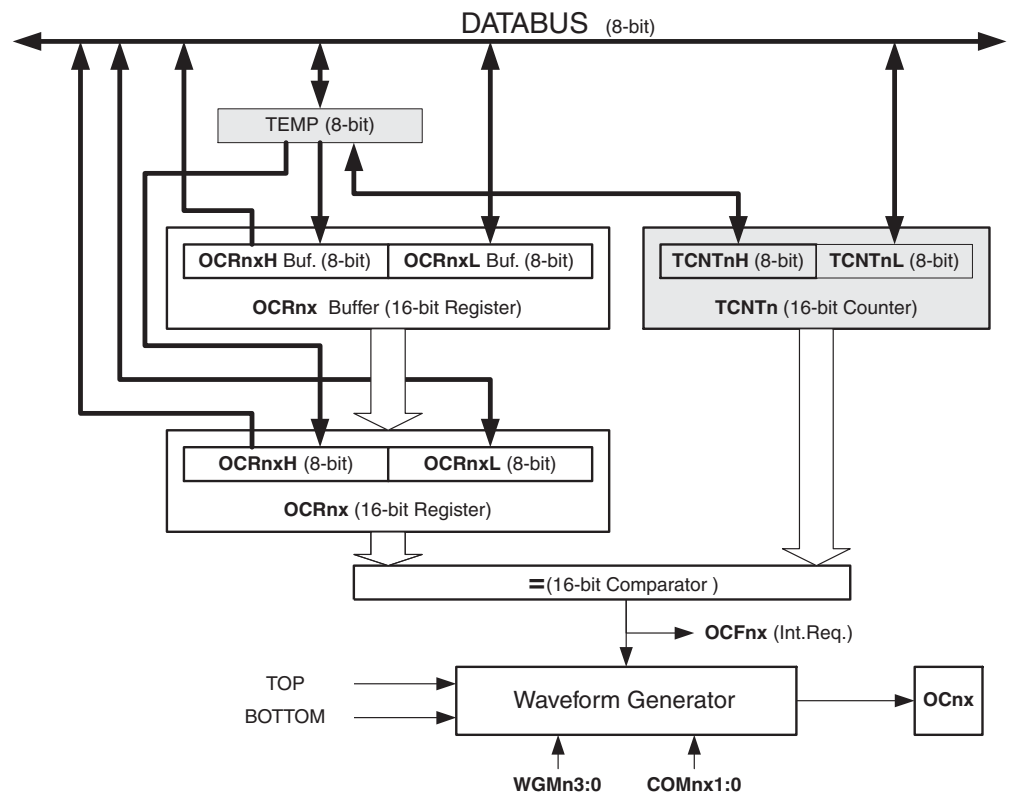 DATABUS (8-bit)
TEMP (8-bit)
OCRnxH Buf. (8-bit) OCRnxL Buf. (8-bit)
OCRnx Buffer (16-bit Register)
TCNTnH (8-bit) TCNTnL (8-bit)
TCNTn (16-bit Counter)
OCRnxH (8-bit) OCRnxL (8-bit)
OCRnx (16-bit Register)
=(16-bit Comparator )
OCFnx (Int.Req.)
TOP
BOTTOM
Waveform Generator
OCnx
WGMn3:0 COMnx1:0